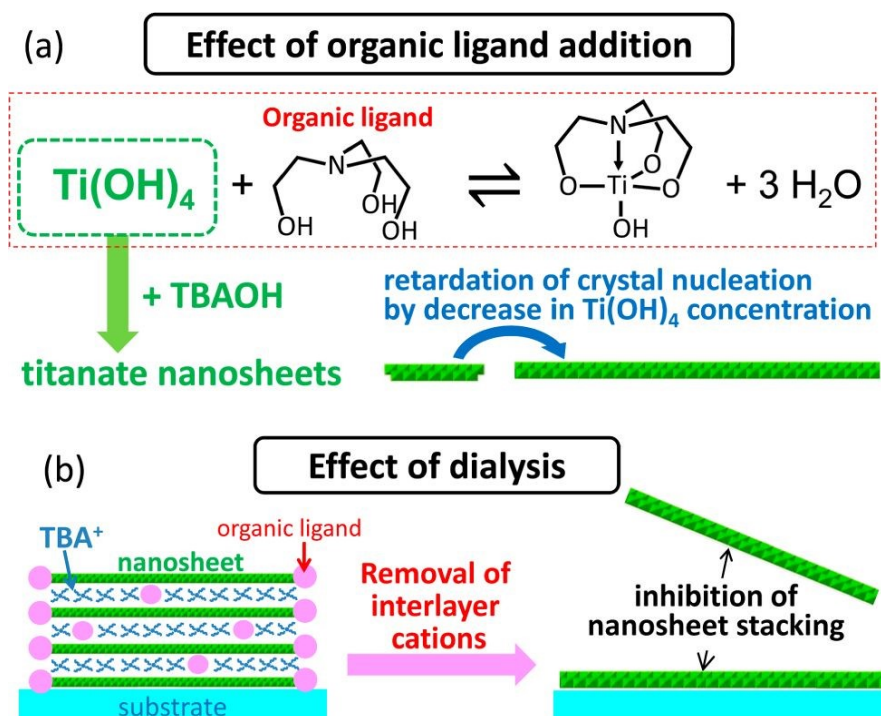 (a)
Effect of organic ligand addition
Organic ligand
Ti(OH)₄ + N OH OH OH ⇌ N O Ti O O OH + 3 H₂O
+ TBAOH
titanate nanosheets
retardation of crystal nucleation
by decrease in Ti(OH)₄ concentration
(b)
Effect of dialysis
TBA⁺
organic ligand
nanosheet
Removal of
interlayer
cations
inhibition of
nanosheet stacking
substrate